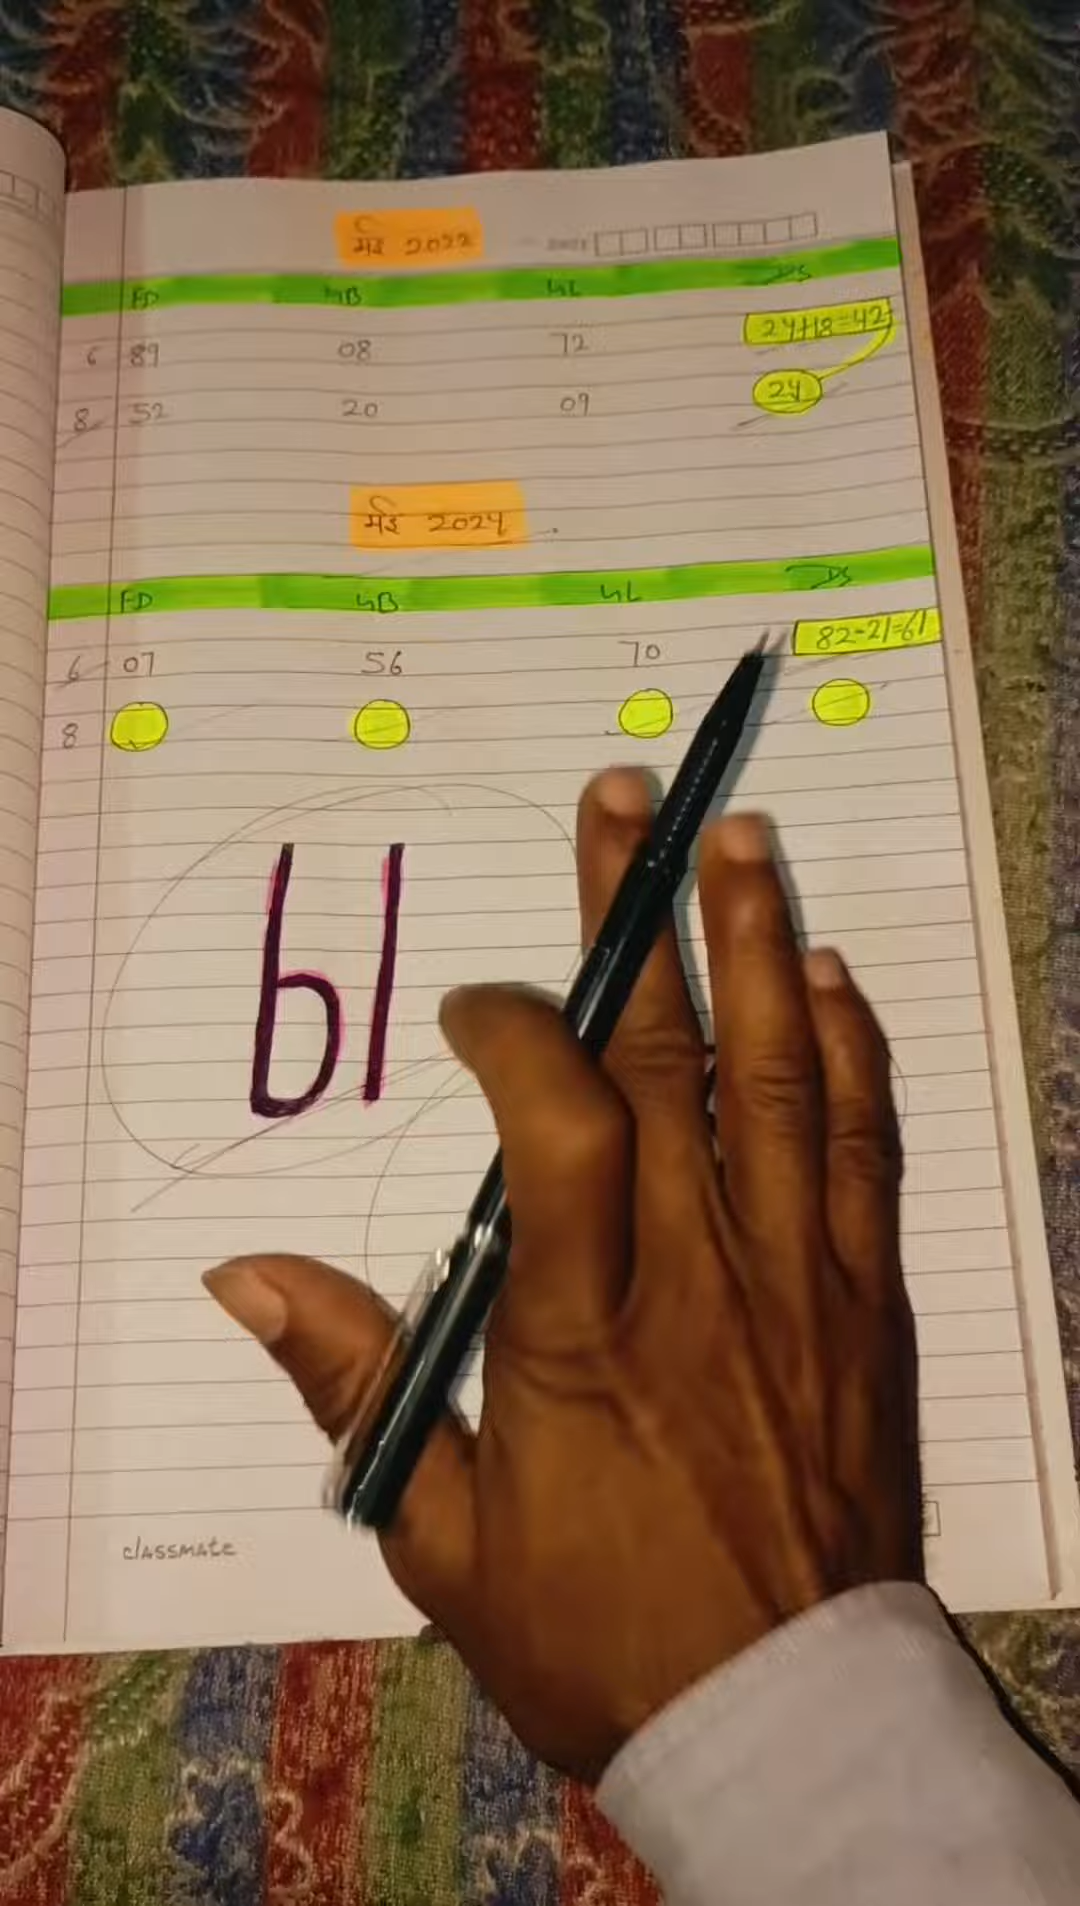 मई 2022
DATE
FD GB GL DS
24+18=42
6 89 08 72
24
8 52 20 09
मई 2024
FD GB GL DS
82-21=61
6 07 56 70
8
61
classmate